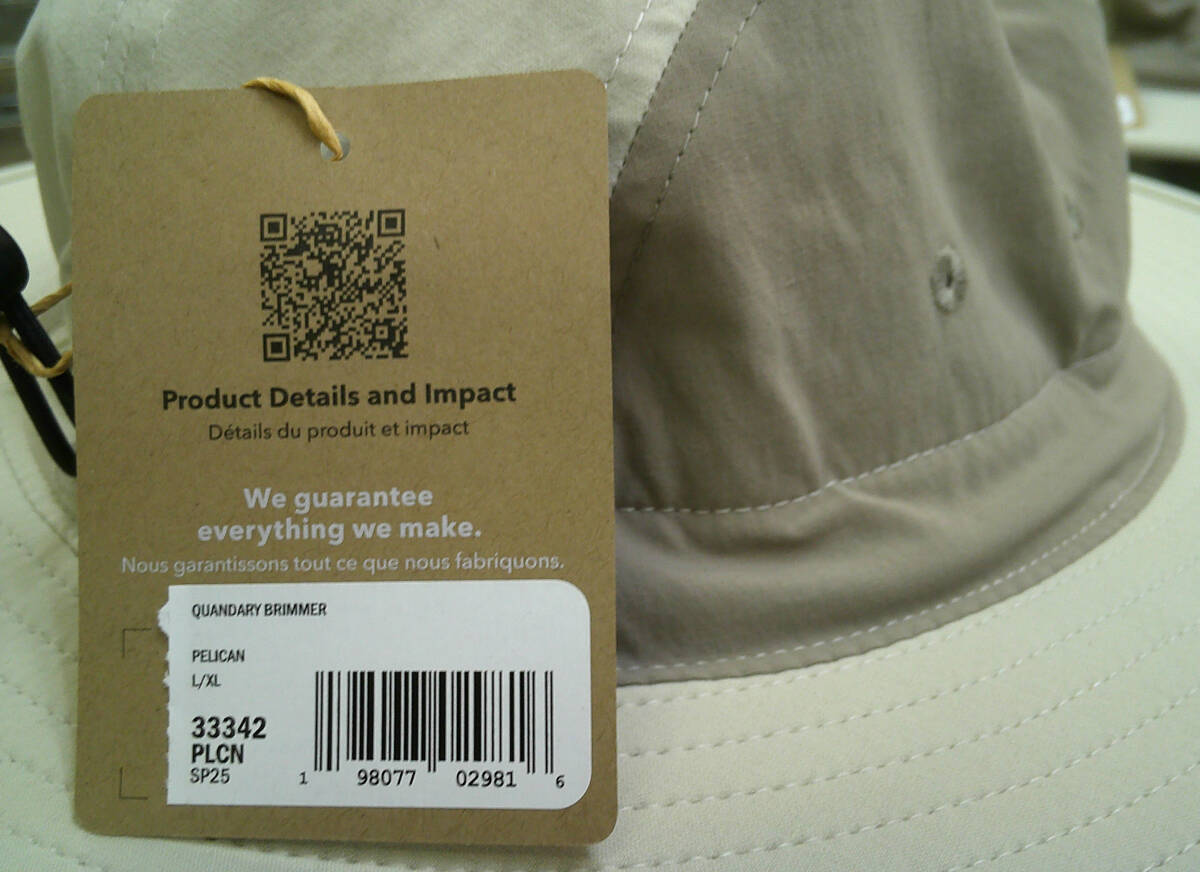 Product Details and Impact
Détails du produit et impact
We guarantee
everything we make.
Nous garantissons tout ce que nous fabriquons.
QUANDARY BRIMMER
PELICAN
L/XL
33342
PLCN
SP25
1 98077 02981 6